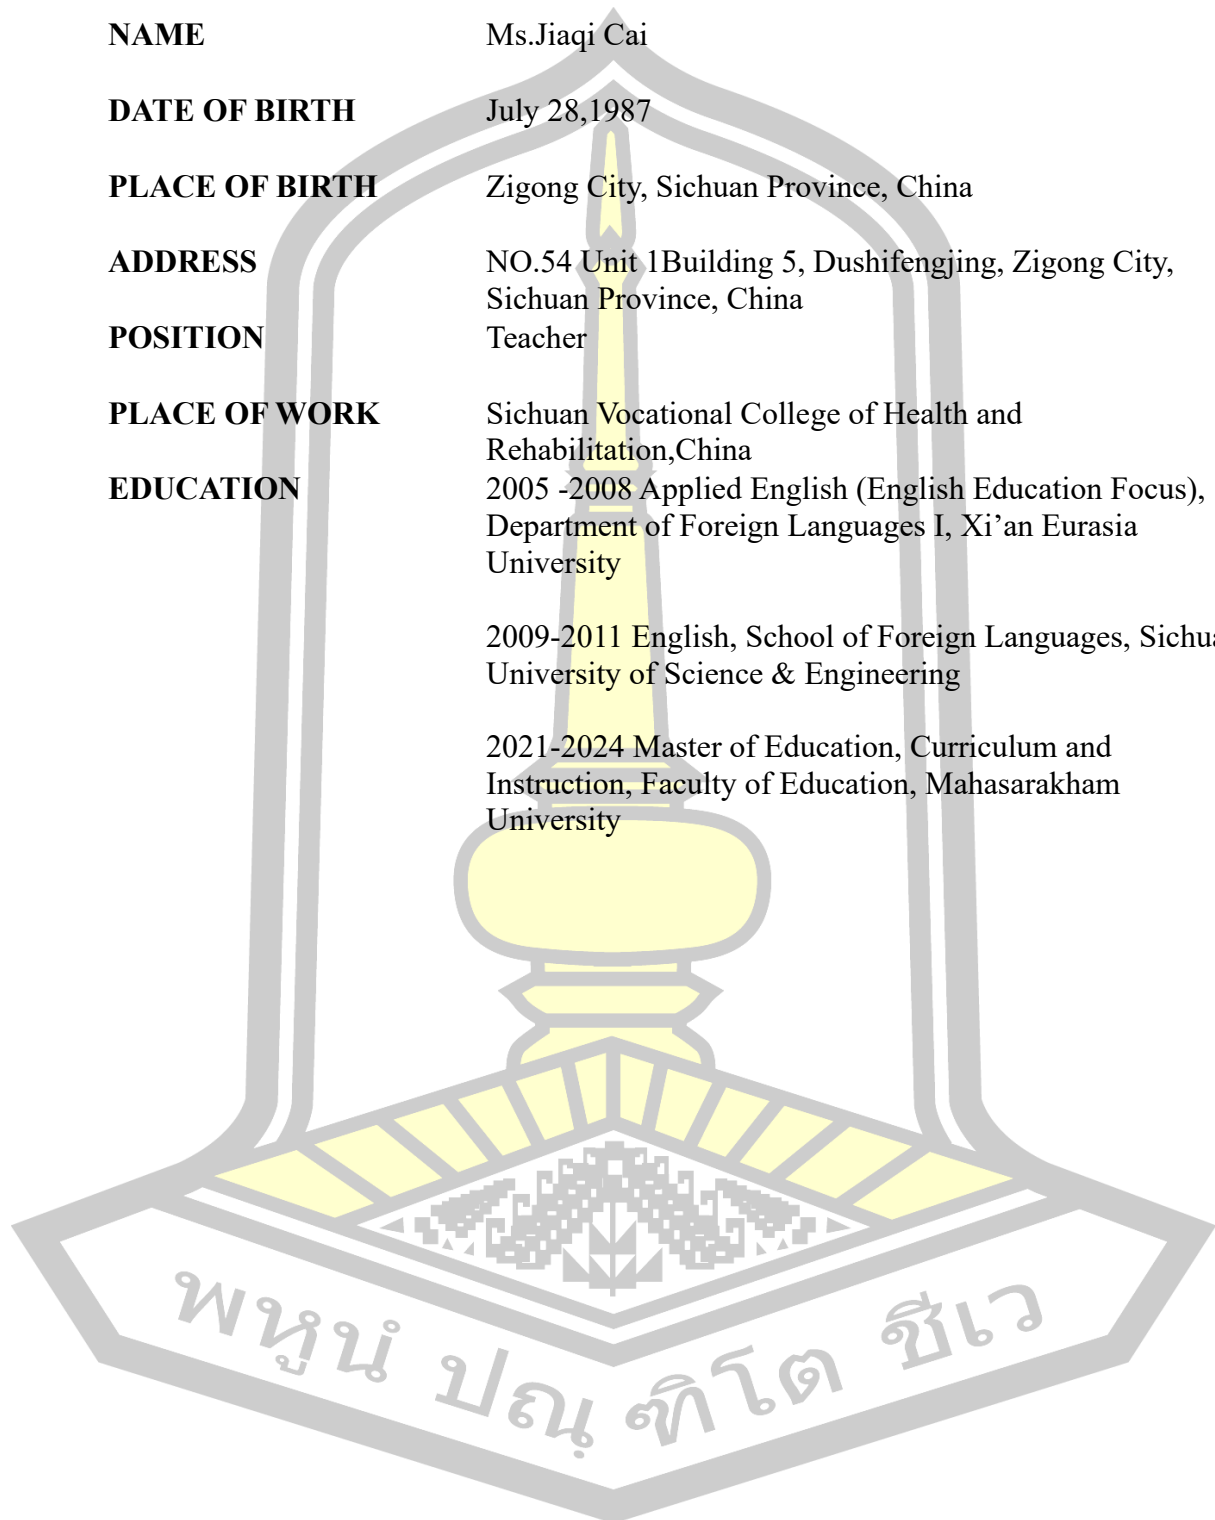 NAME Ms.Jiaqi Cai
DATE OF BIRTH July 28,1987
PLACE OF BIRTH Zigong City, Sichuan Province, China
ADDRESS NO.54 Unit 1Building 5, Dushifengjing, Zigong City,
Sichuan Province, China
POSITION Teacher
PLACE OF WORK Sichuan Vocational College of Health and
Rehabilitation,China
EDUCATION 2005 -2008 Applied English (English Education Focus),
Department of Foreign Languages I, Xi’an Eurasia
University
2009-2011 English, School of Foreign Languages, Sichua
University of Science & Engineering
2021-2024 Master of Education, Curriculum and
Instruction, Faculty of Education, Mahasarakham
University
พหูนํ ปณฺ ฑิโต ชีเว